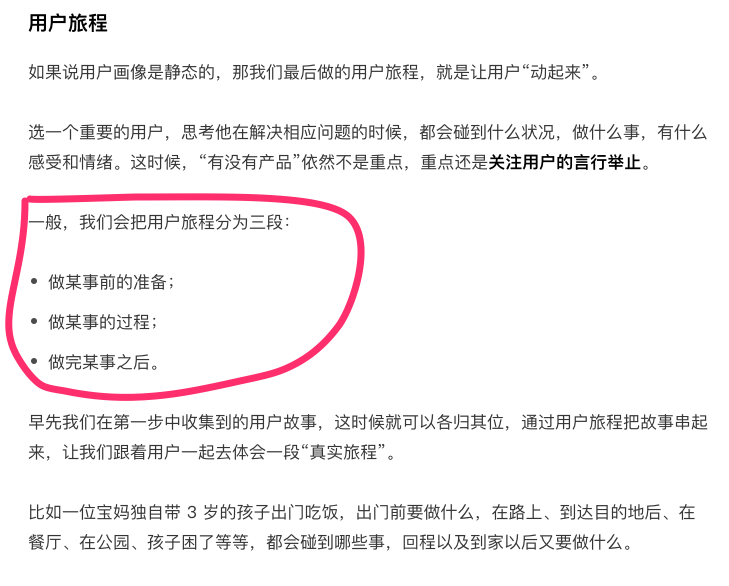 用户旅程
如果说用户画像是静态的，那我们最后做的用户旅程，就是让用户“动起来”。
选一个重要的用户，思考他在解决相应问题的时候，都会碰到什么状况，做什么事，有什么
感受和情绪。这时候，“有没有产品”依然不是重点，重点还是关注用户的言行举止。
一般，我们会把用户旅程分为三段：
• 做某事前的准备；
• 做某事的过程；
• 做完某事之后。
早先我们在第一步中收集到的用户故事，这时候就可以各归其位，通过用户旅程把故事串起
来，让我们跟着用户一起去体会一段“真实旅程”。
比如一位宝妈独自带 3 岁的孩子出门吃饭，出门前要做什么，在路上、到达目的地后、在
餐厅、在公园、孩子困了等等，都会碰到哪些事，回程以及到家以后又要做什么。